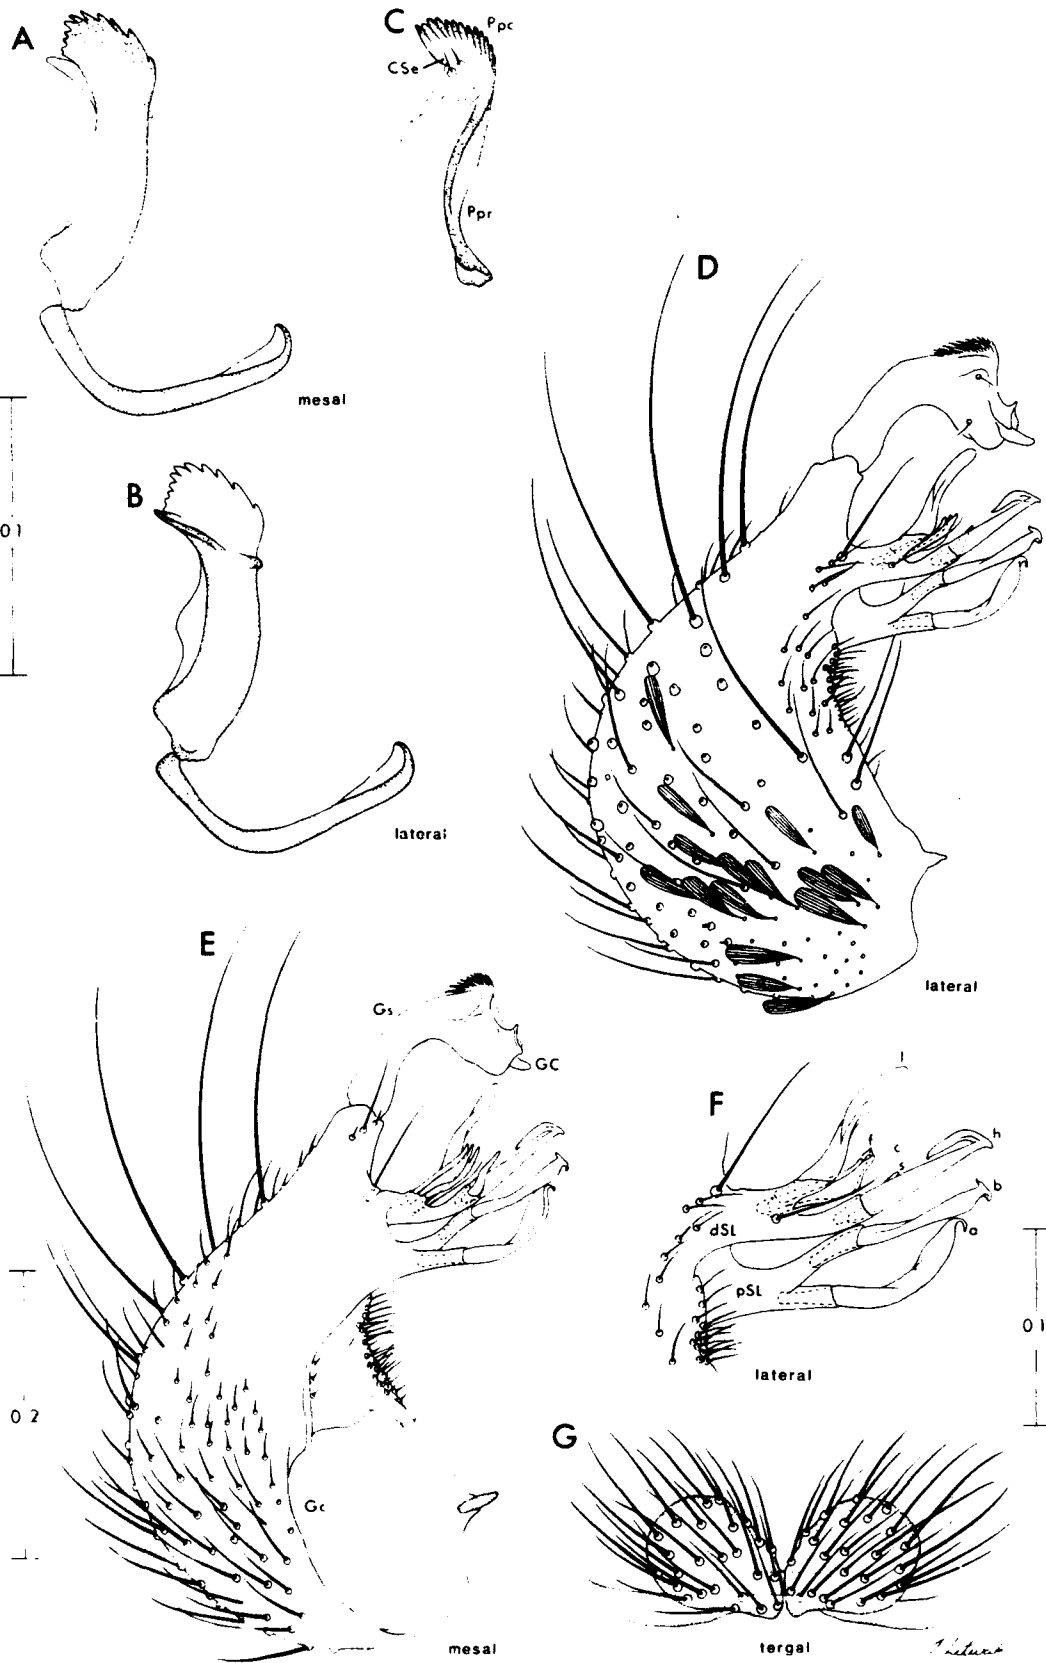 A
C
Ppc
CSe
Ppr
mesal
D
B
0.1
lateral
E
lateral
Gs
GC
F
l
f
c
s
h
b
a
dSL
pSL
0.1
lateral
0.2
G
Gc
mesal
tergal